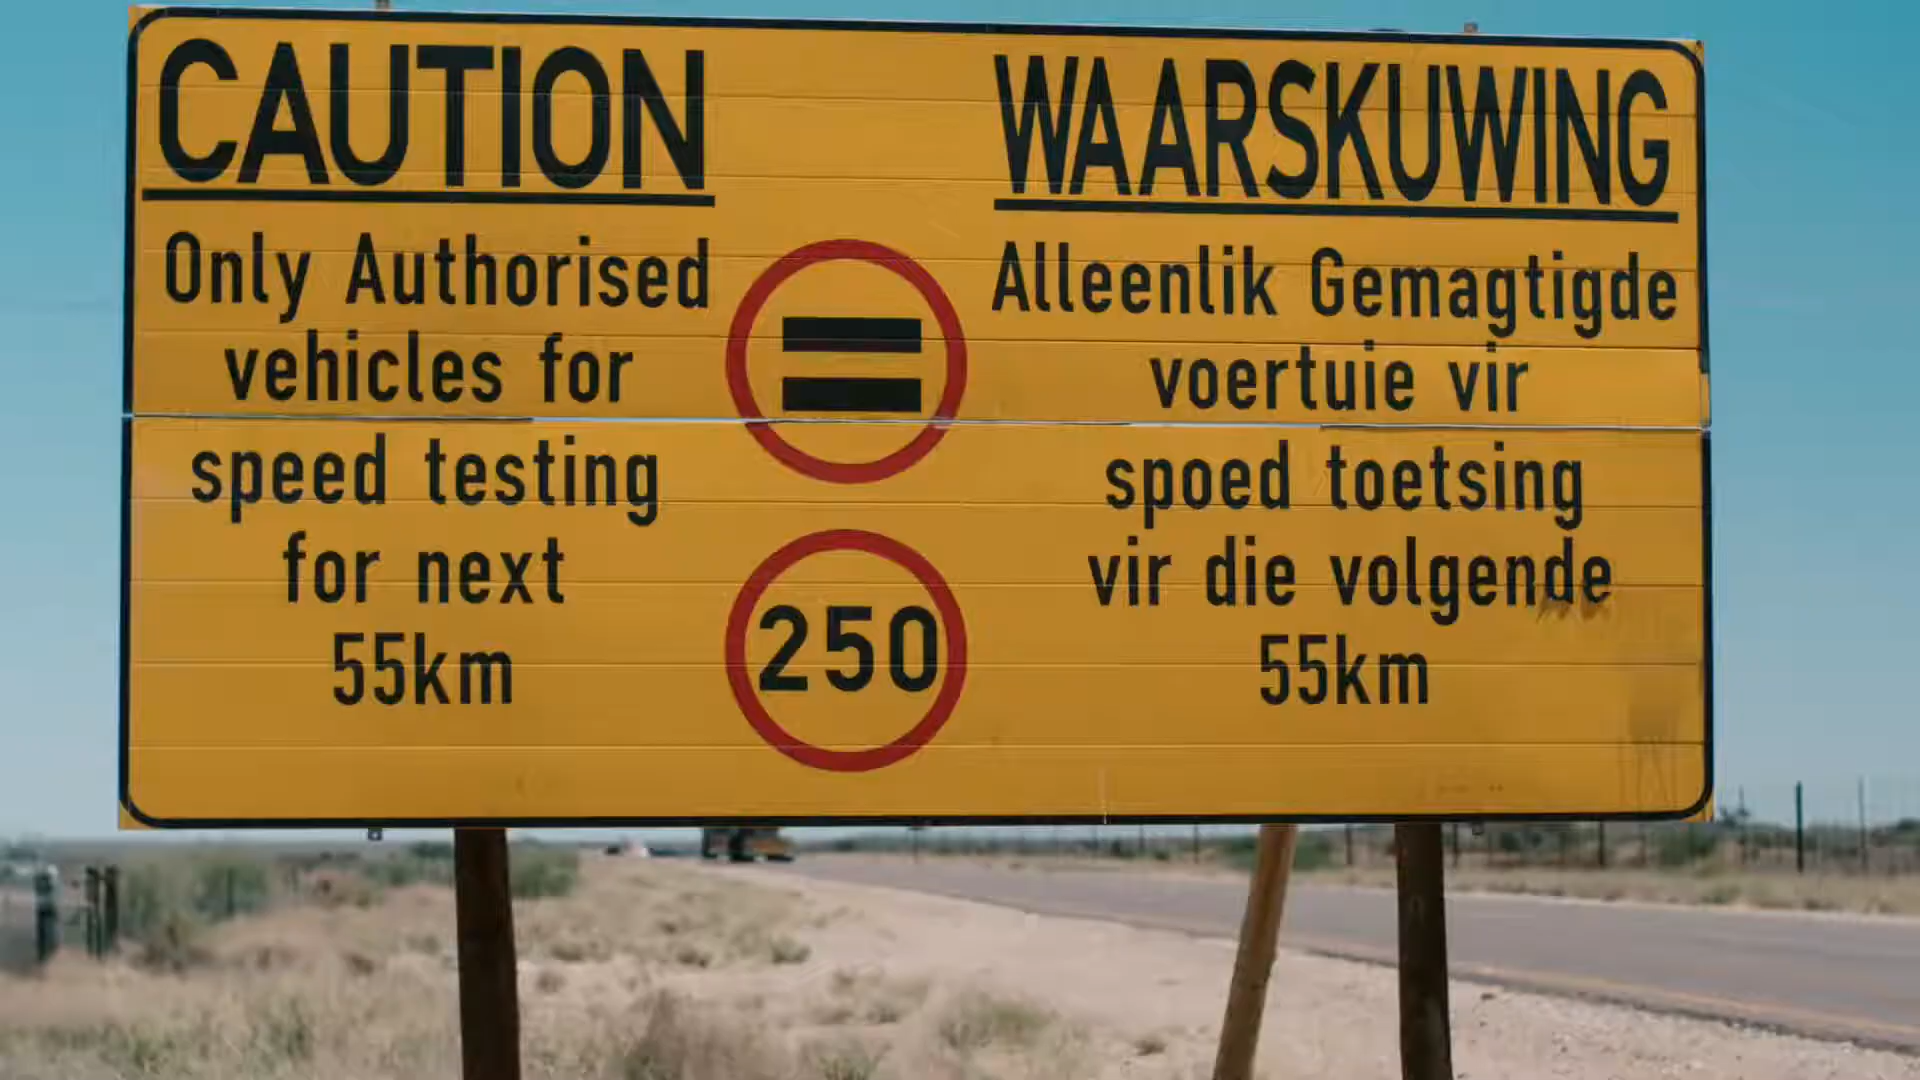 CAUTION
Only Authorised
vehicles for
speed testing
for next
55km
250
WAARSKUWING
Alleenlik Gemagtigde
voertuie vir
spoed toetsing
vir die volgende
55km